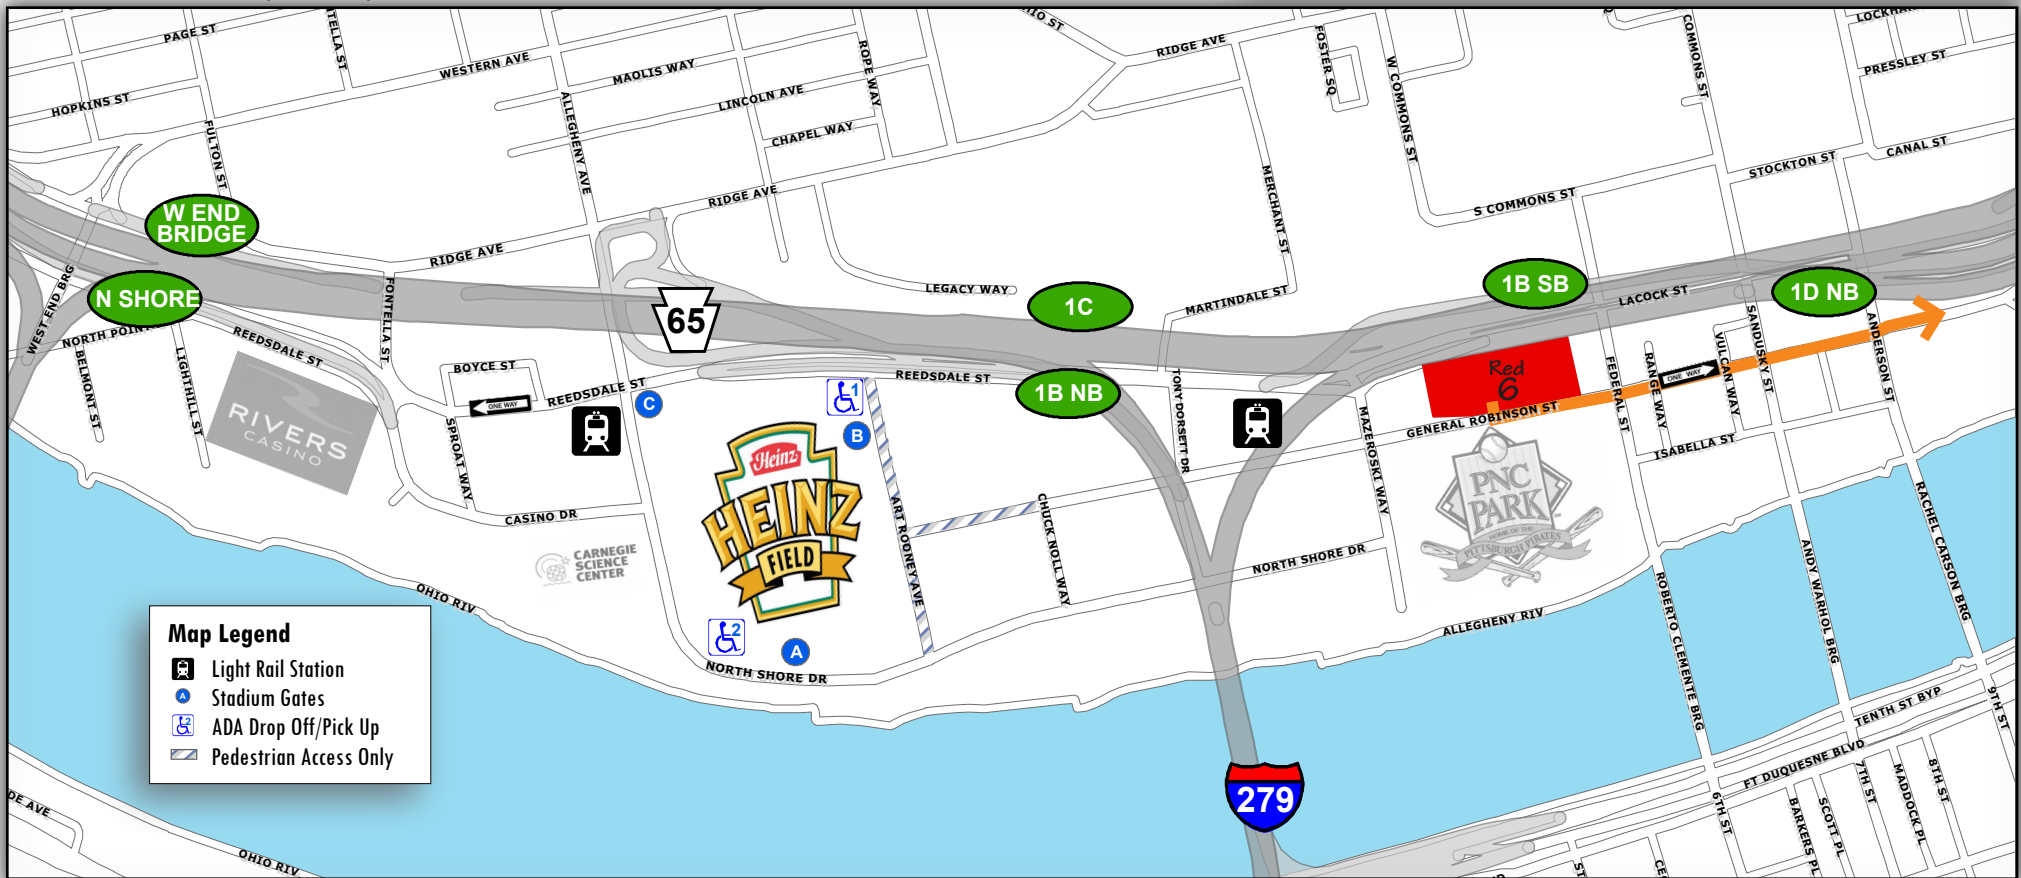 PAGE ST
WESTERN AVE
MAOLIS WAY
ROPE WAY
RIDGE AVE
FOSTER SQ
W COMMONS ST
COMMONS ST
PRESSLEY ST
HOPKINS ST
FULTON ST
ALLEGHENY AVE
LINCOLN AVE
CHAPEL WAY
STOCKTON ST
CANAL ST
MERCHANT ST
S COMMONS ST
RIDGE AVE
RIDGE AVE
W END
BRIDGE
N SHORE
WEST END BRG
FONTELLA ST
LEGACY WAY
MARTINDALE ST
65
1C
1B SB
1D NB
1B NB
LACOCK ST
SANDUSKY ST
ANDERSON ST
BELMONT ST
LIGHTHILL ST
REEDSDALE ST
BOYCE ST
REEDSDALE ST
REEDSDALE ST
ONE WAY
ONE WAY
SPROAT WAY
RIVERS
CASINO
C
1
B
TONY DORSETT DR
MAZEROSKI WAY
Red
6
GENERAL ROBINSON ST
FEDERAL ST
RANGE WAY
VULCAN WAY
ISABELLA ST
Heinz
HEINZ
FIELD
ART ROONEY AVE
CHUCK NOLL WAY
PNC
PARK
HOME OF THE
PITTSBURGH PIRATES
CASINO DR
CARNEGIE
SCIENCE
CENTER
NORTH SHORE DR
OHIO RIV
ALLEGHENY RIV
ROBERTO CLEMENTE BRG
ANDY WARHOL BRG
RACHEL CARSON BRG
2
A
NORTH SHORE DR
Map Legend
Light Rail Station
A
Stadium Gates
2
ADA Drop Off/Pick Up
Pedestrian Access Only
279
TENTH ST BYP
FT DUQUESNE BLVD
9TH ST
8TH ST
7TH ST
6TH ST
MADDOCK PL
SCOTT PL
BARKERS PL
OHIO RIV